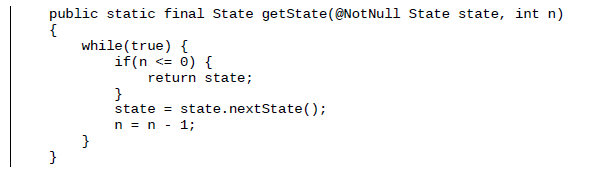 public static final State getState(@NotNull State state, int n)
{
    while(true) {
        if(n <= 0) {
            return state;
        }
        state = state.nextState();
        n = n - 1;
    }
}